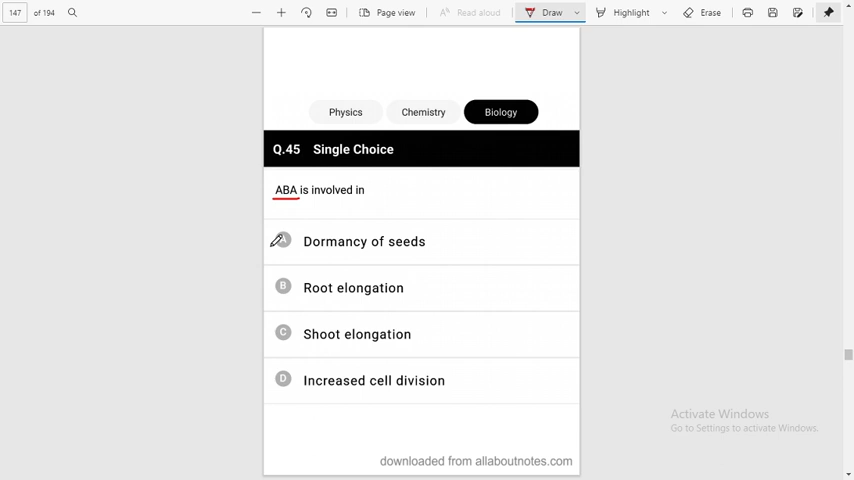 147 of 194
Page view
Read aloud
Draw
Highlight
Erase
Physics
Chemistry
Biology
Q.45 Single Choice
ABA is involved in
A Dormancy of seeds
B Root elongation
C Shoot elongation
D Increased cell division
Activate Windows
Go to Settings to activate Windows.
downloaded from allaboutnotes.com